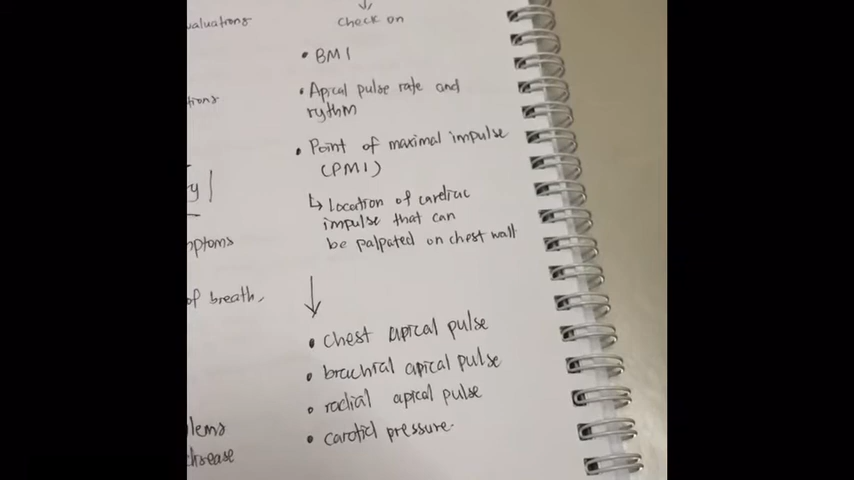 valuations
tions
y
mptoms
of breath,
lems
disease
check on
• BMI
• Apical pulse rate and
rythm
• Point of maximal impulse
(PMI)
↳ Location of cardiac
impulse that can
be palpated on chest wall
↓
• chest apical pulse
• brachial apical pulse
• radial apical pulse
• carotid pressure